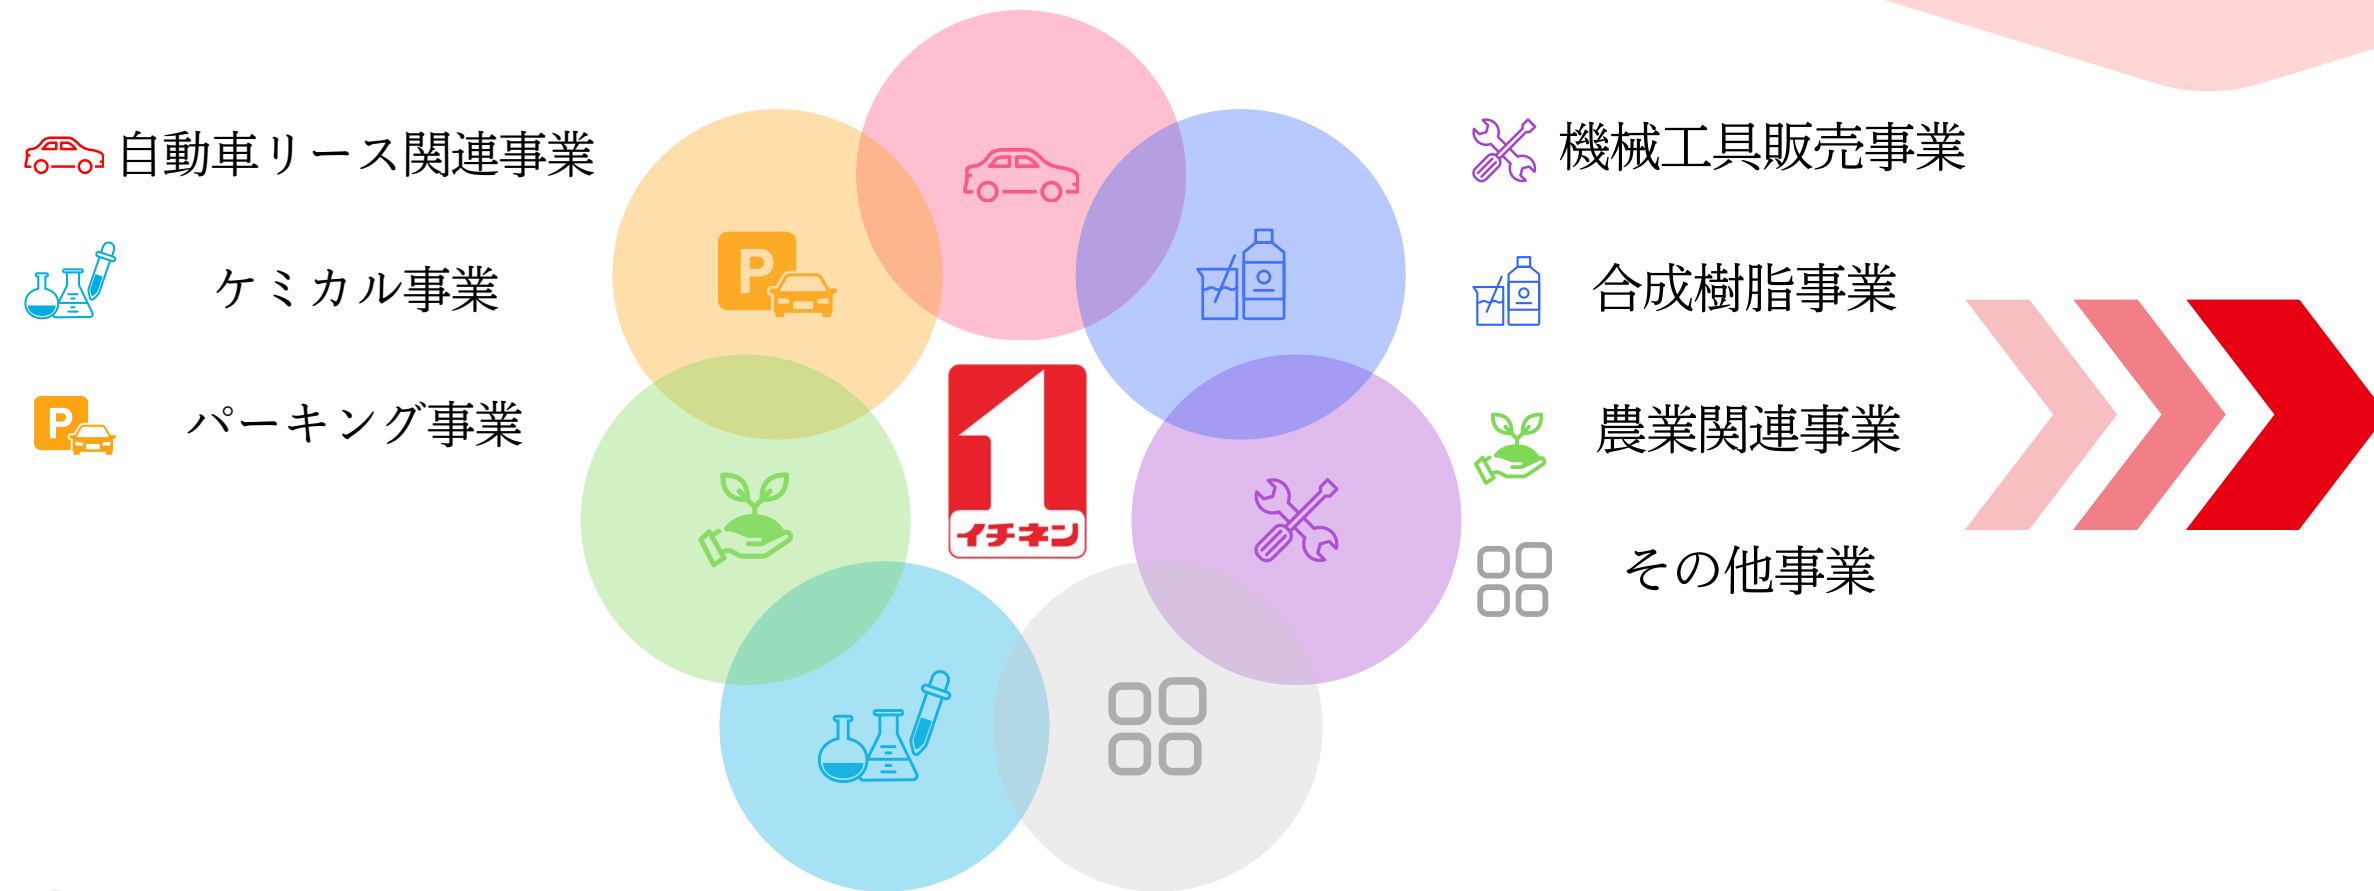 自動車リース関連事業
ケミカル事業
パーキング事業
P
P
イチネン
機械工具販売事業
合成樹脂事業
農業関連事業
その他事業